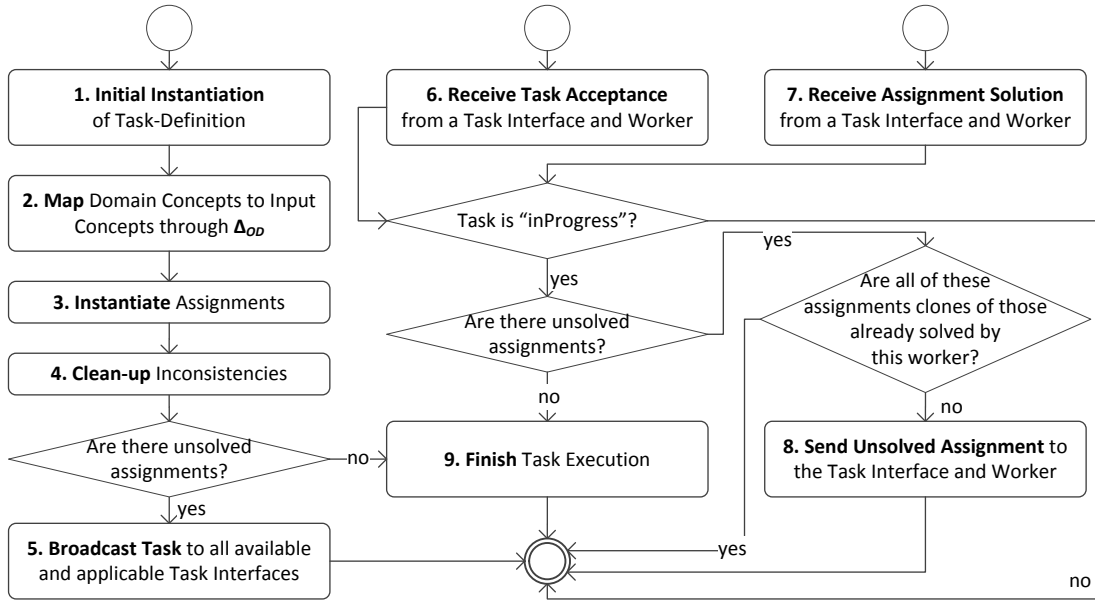 1. Initial Instantiation
of Task-Definition
2. Map Domain Concepts to Input
Concepts through Δ_OD
3. Instantiate Assignments
4. Clean-up Inconsistencies
Are there unsolved
assignments?
no
yes
5. Broadcast Task to all available
and applicable Task Interfaces
6. Receive Task Acceptance
from a Task Interface and Worker
Task is “inProgress”?
yes
Are there unsolved
assignments?
no
9. Finish Task Execution
7. Receive Assignment Solution
from a Task Interface and Worker
yes
Are all of these
assignments clones of those
already solved by
this worker?
no
8. Send Unsolved Assignment to
the Task Interface and Worker
yes
no